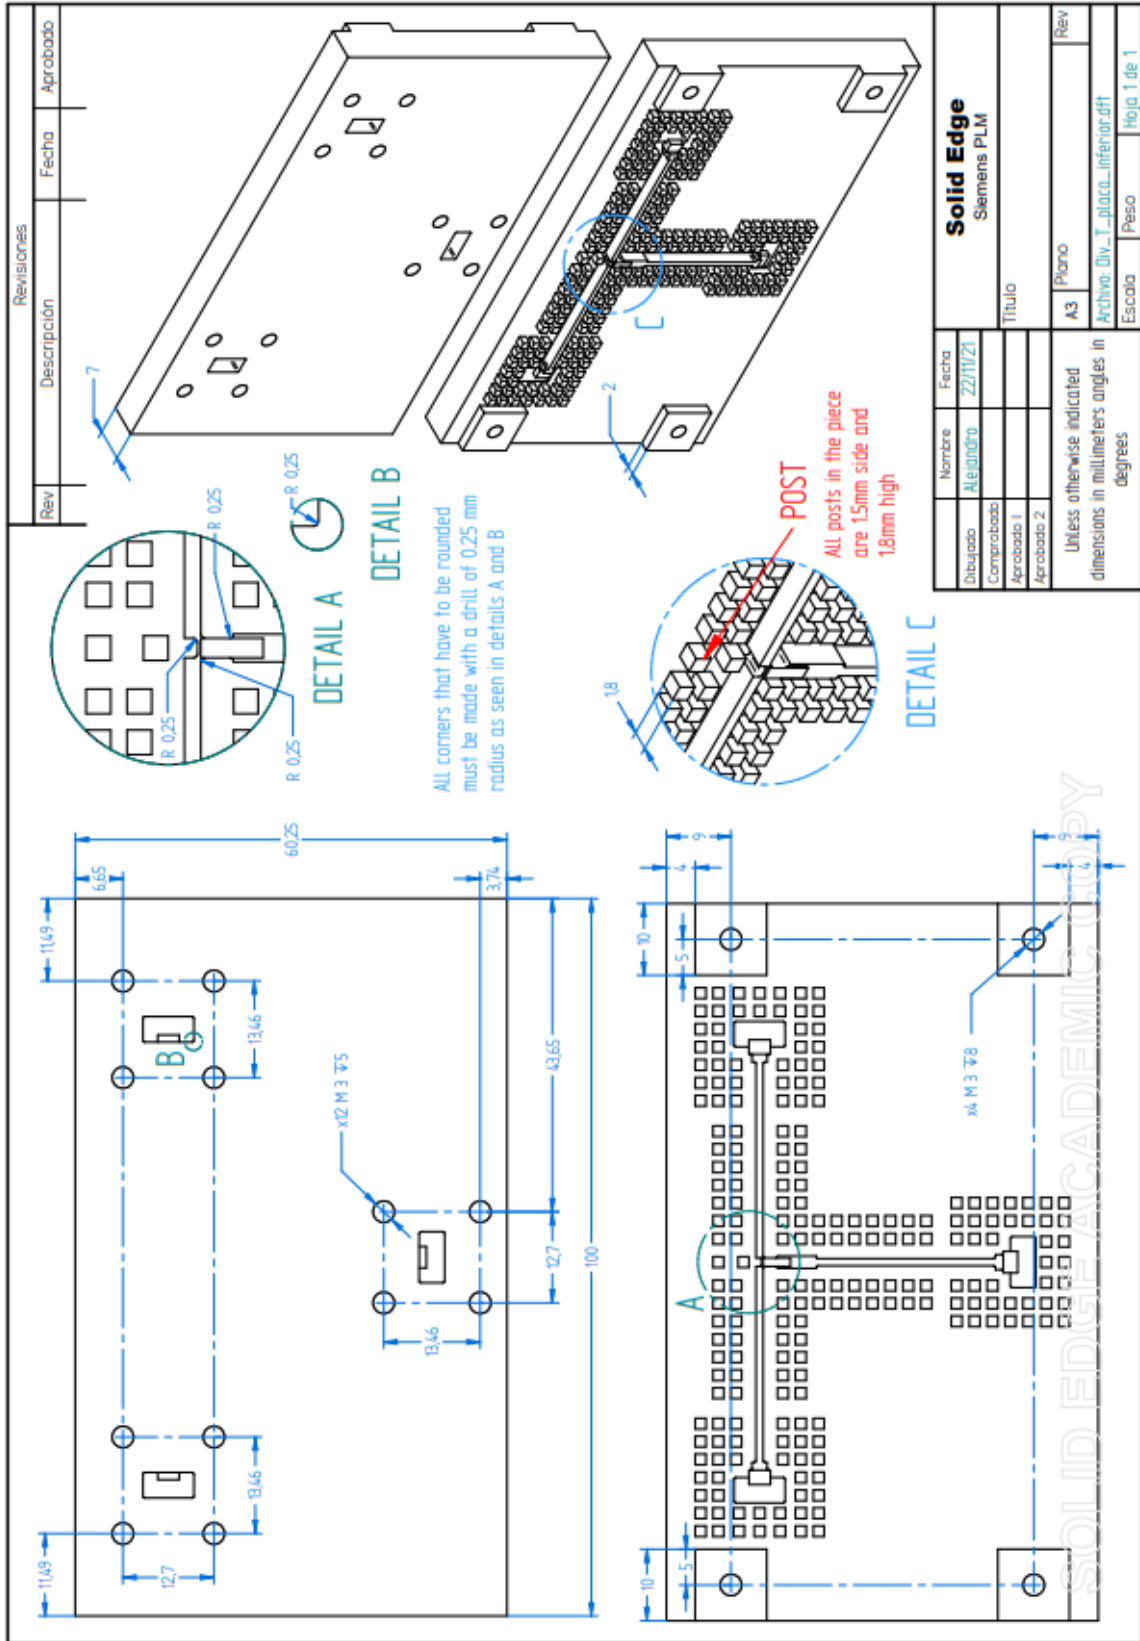 Revisiones
Rev
Descripción
Fecha
Aprobado
11,49
13,46
12,7
11,49
13,46
6,65
60,25
3,74
B
x12 M 3 ↧5
13,46
12,7
43,65
100
R 0,25
R 0,25
R 0,25
DETAIL A
R 0,25
DETAIL B
All corners that have to be rounded
must be made with a drill of 0.25 mm
radius as seen in details A and B
7
10
5
10
5
4
9
9
4
A
x4 M 3 ↧8
1,8
POST
All posts in the piece
are 1.5mm side and
1.8mm high
DETAIL C
2
C
Nombre
Fecha
Dibujado
Alejandro
22/11/21
Comprobado
Aprobado 1
Aprobado 2
Unless otherwise indicated
dimensions in millimeters angles in
degrees
Solid Edge
Siemens PLM
Título
A3
Plano
Rev
Archivo: Div_T_placa_inferior.dft
Escala
Peso
Hoja 1 de 1
SOLID EDGE ACADEMIC COPY